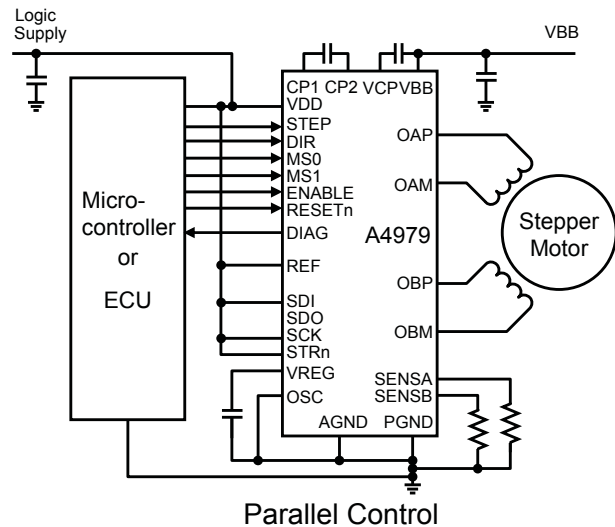 Logic
Supply
VBB
CP1 CP2 VCP VBB
VDD
STEP
DIR
MS0
MS1
ENABLE
RESETn
DIAG
REF
SDI
SDO
SCK
STRn
VREG
OSC
AGND PGND
OAP
OAM
OBP
OBM
SENSA
SENSB
A4979
Micro-
controller
or
ECU
Stepper
Motor
Parallel Control